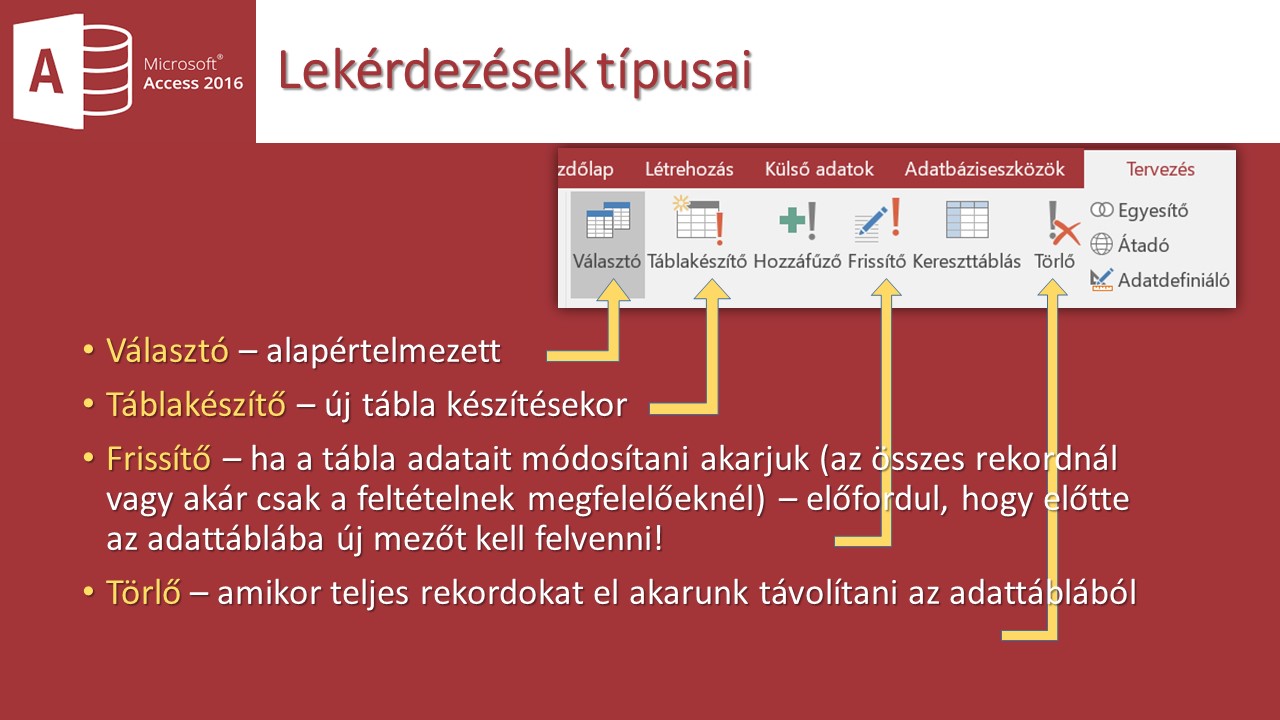 Microsoft®
Access 2016
Lekérdezések típusai
zdőlap Létrehozás Külső adatok Adatbáziseszközök Tervezés
Választó Táblakészítő Hozzáfűző Frissítő Kereszttáblás Törlő
Egyesítő
Átadó
Adatdefiniáló
• Választó – alapértelmezett
• Táblakészítő – új tábla készítésekor
• Frissítő – ha a tábla adatait módosítani akarjuk (az összes rekordnál
vagy akár csak a feltételnek megfelelőeknél) – előfordul, hogy előtte
az adattáblába új mezőt kell felvenni!
• Törlő – amikor teljes rekordokat el akarunk távolítani az adattáblából